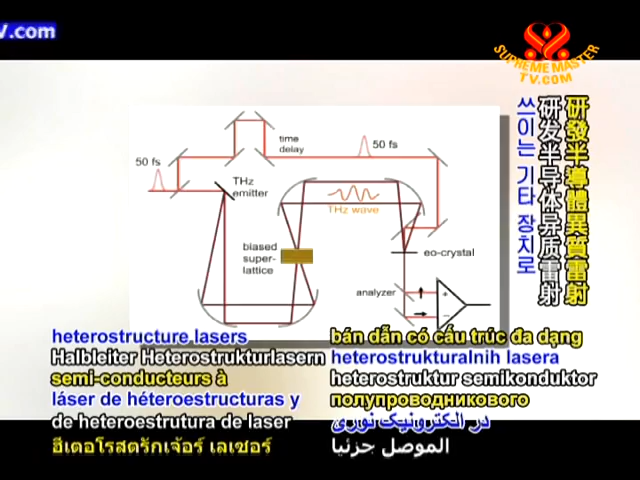 V.com
SUPREME MASTER
TV.COM
50 fs
time
delay
50 fs
THz
emitter
THz wave
biased
super-
lattice
eo-crystal
analyzer
+
-
쓰이는 기타 장치로
研发半导体异质雷射
研發半導體異質雷射
heterostructure lasers
Halbleiter Heterostrukturlasern
semi-conducteurs à
láser de héteroestructuras y
de heteroestrutura de laser
ฮีเตอโรสตรักเจ้อร์ เลเซอร์
bán dẫn có cấu trúc đa dạng
heterostrukturalnih lasera
heterostruktur semikonduktor
полупроводникового
در الکترونیک نوری
الموصل جزئيا